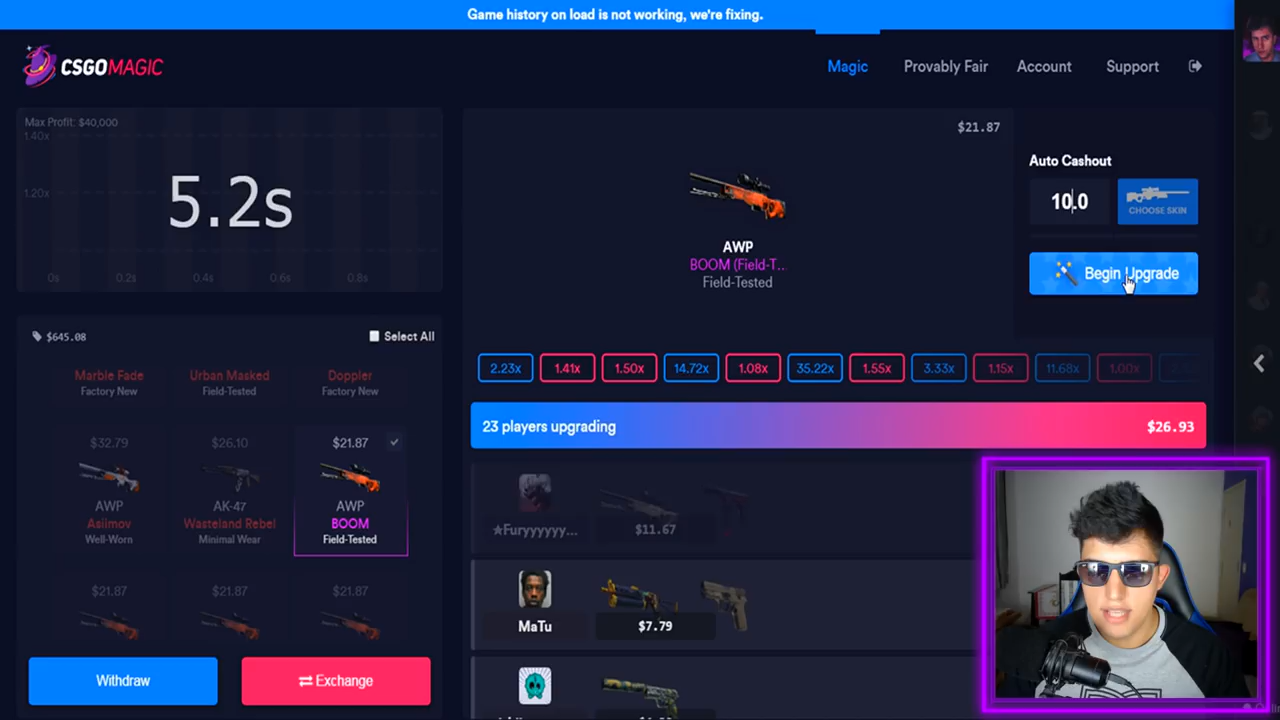 Game history on load is not working, we're fixing.
CSGOMAGIC
Magic
Provably Fair
Account
Support
Max Profit: $40,000
1.40x
1.20x
5.2s
0s
0.2s
0.4s
0.6s
0.8s
$21.87
AWP
BOOM (Field-T...
Field-Tested
Auto Cashout
10.0
CHOOSE SKIN
Begin Upgrade
$645.08
Select All
Marble Fade
Factory New
Urban Masked
Field-Tested
Doppler
Factory New
$32.79
AWP
Asiimov
Well-Worn
$26.10
AK-47
Wasteland Rebel
Minimal Wear
$21.87
AWP
BOOM
Field-Tested
$21.87
$21.87
$21.87
Withdraw
Exchange
2.23x
1.41x
1.50x
14.72x
1.08x
35.22x
1.55x
3.33x
1.15x
11.68x
1.00x
23 players upgrading
$26.93
★Furyyyyyy...
$11.67
MaTu
$7.79